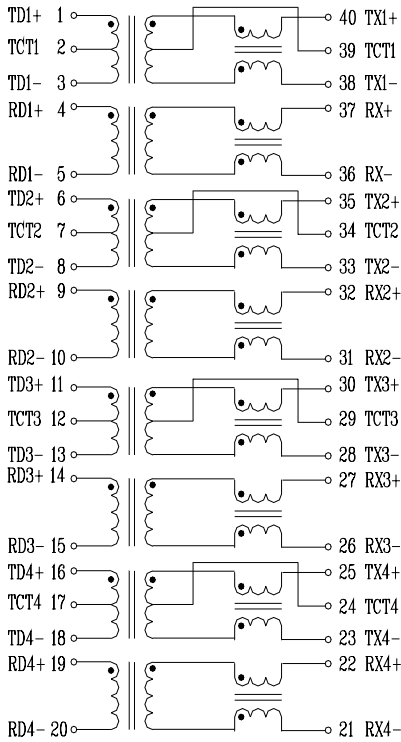 TD1+ 1 40 TX1+
TCT1 2 39 TCT1
TD1- 3 38 TX1-
RD1+ 4 37 RX+
RD1- 5 36 RX-
TD2+ 6 35 TX2+
TCT2 7 34 TCT2
TD2- 8 33 TX2-
RD2+ 9 32 RX2+
RD2- 10 31 RX2-
TD3+ 11 30 TX3+
TCT3 12 29 TCT3
TD3- 13 28 TX3-
RD3+ 14 27 RX3+
RD3- 15 26 RX3-
TD4+ 16 25 TX4+
TCT4 17 24 TCT4
TD4- 18 23 TX4-
RD4+ 19 22 RX4+
RD4- 20 21 RX4-